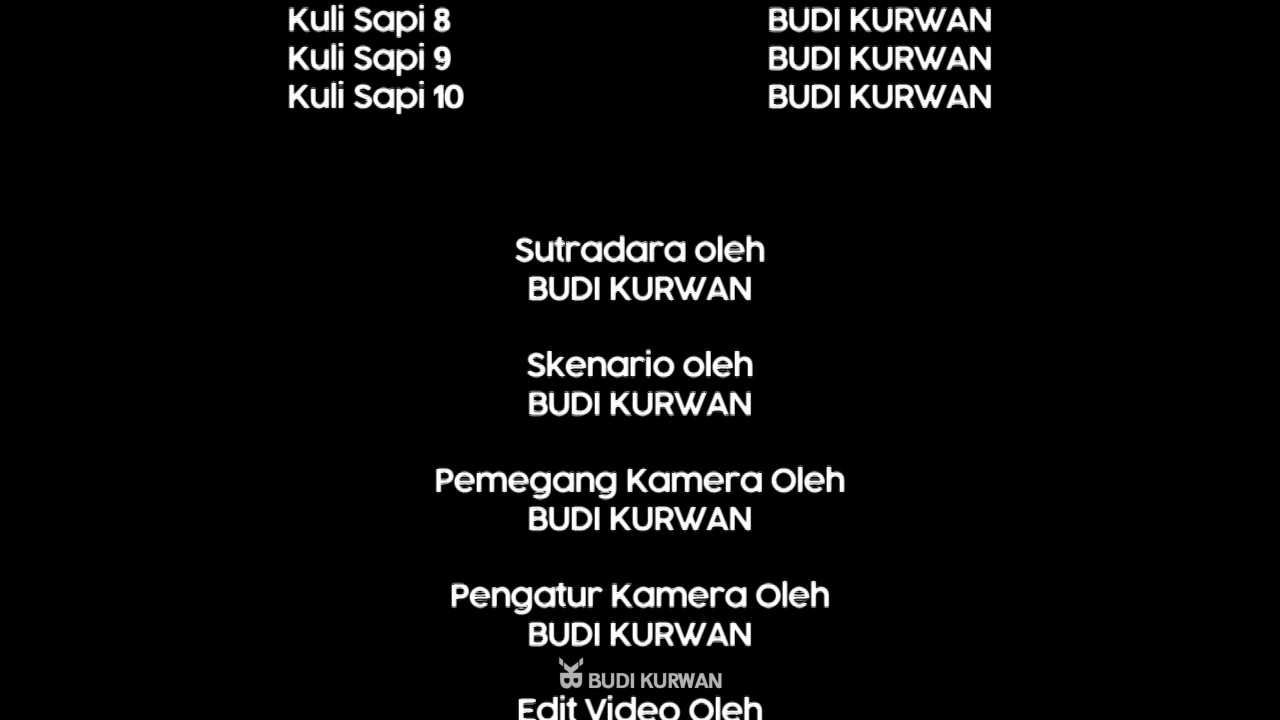 Kuli Sapi 8 BUDI KURWAN
Kuli Sapi 9 BUDI KURWAN
Kuli Sapi 10 BUDI KURWAN
Sutradara oleh
BUDI KURWAN
Skenario oleh
BUDI KURWAN
Pemegang Kamera Oleh
BUDI KURWAN
Pengatur Kamera Oleh
BUDI KURWAN
BUDI KURWAN
Edit Video Oleh